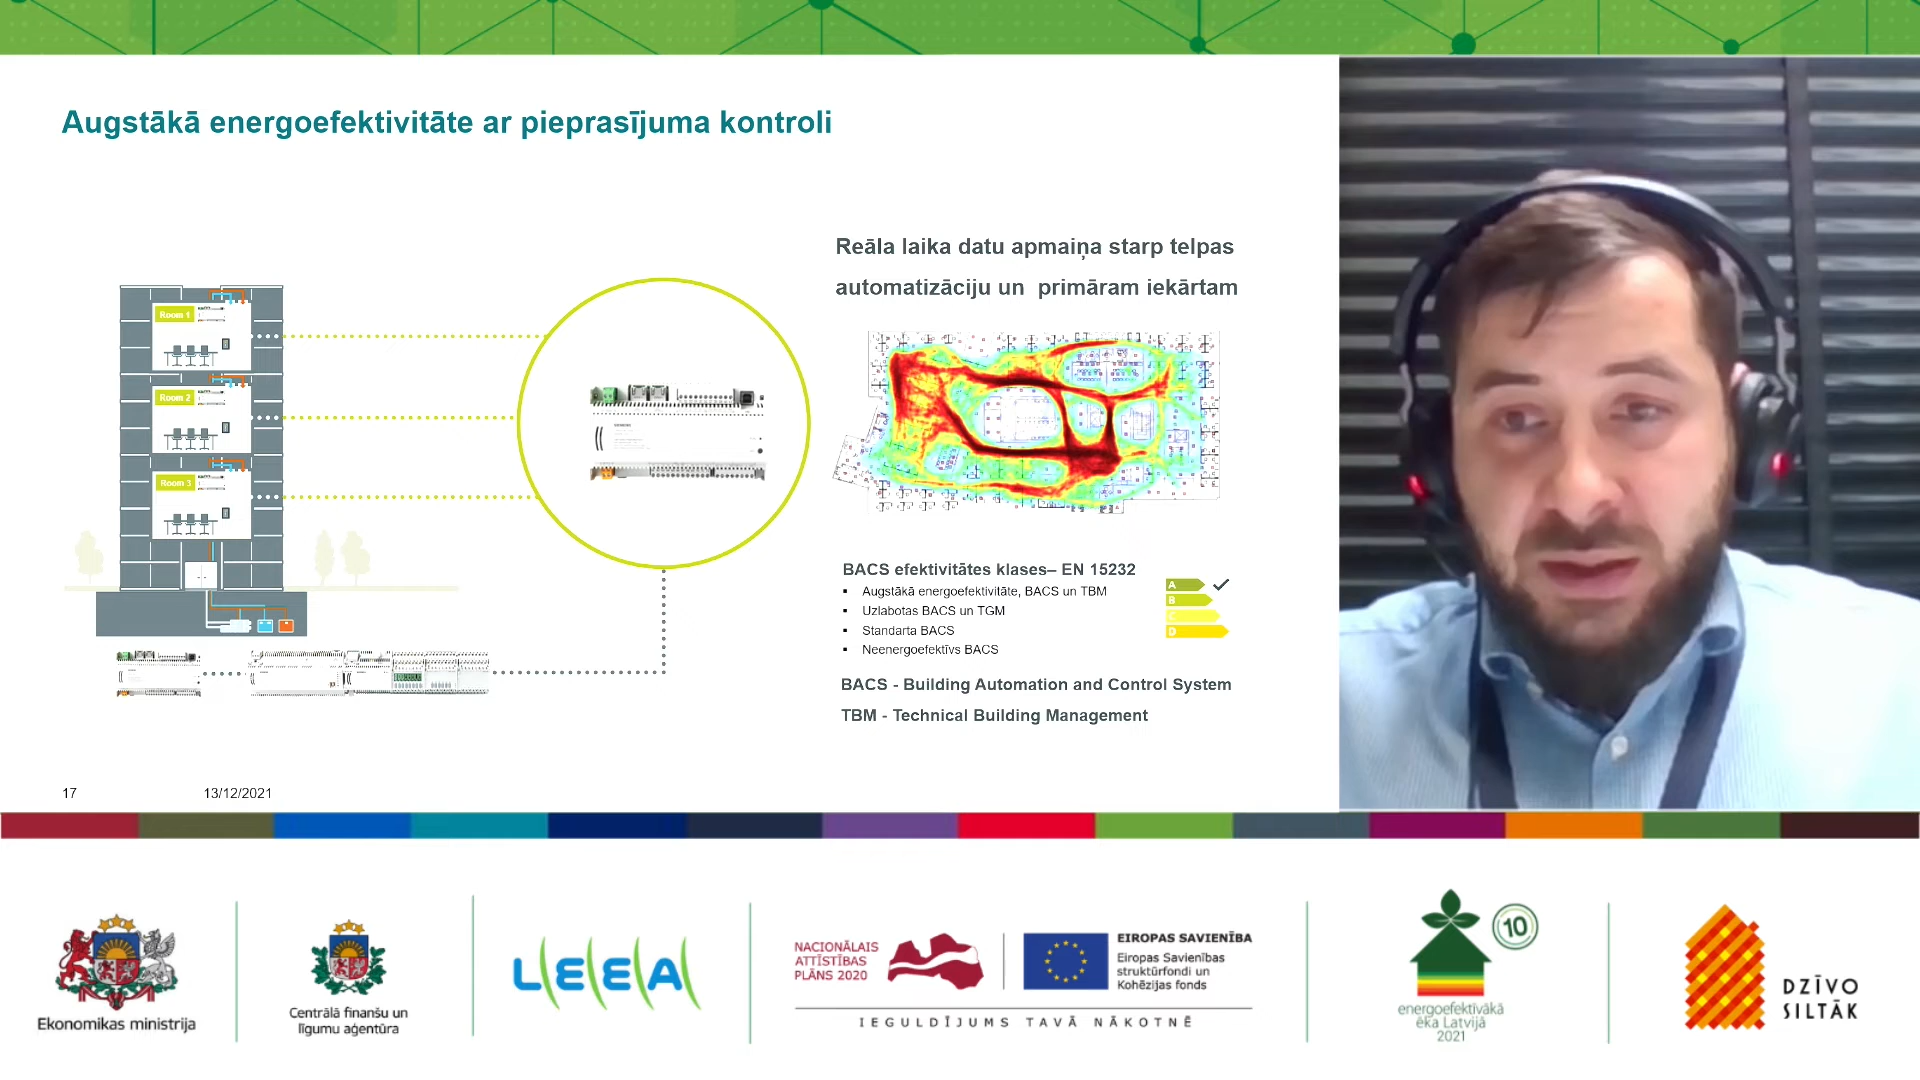 Augstākā energoefektivitāte ar pieprasījuma kontroli
Reāla laika datu apmaiņa starp telpas
automatizāciju un primāram iekārtam
Room 1
Room 2
Room 3
BACS efektivitātes klases– EN 15232
Augstākā energoefektivitāte, BACS un TBM
Uzlabotas BACS un TGM
Standarta BACS
Neenergoefektīvs BACS
A
B
C
D
BACS - Building Automation and Control System
TBM - Technical Building Management
17
13/12/2021
Ekonomikas ministrija
Centrālā finanšu un
līgumu aģentūra
LEEA
NACIONĀLAIS
ATTĪSTĪBAS
PLĀNS 2020
EIROPAS SAVIENĪBA
Eiropas Savienības
struktūrfondi un
Kohēzijas fonds
IEGULDĪJUMS TAVĀ NĀKOTNĒ
10
energoefektīvākā
ēka Latvijā
2021
DZĪVO
SILTĀK